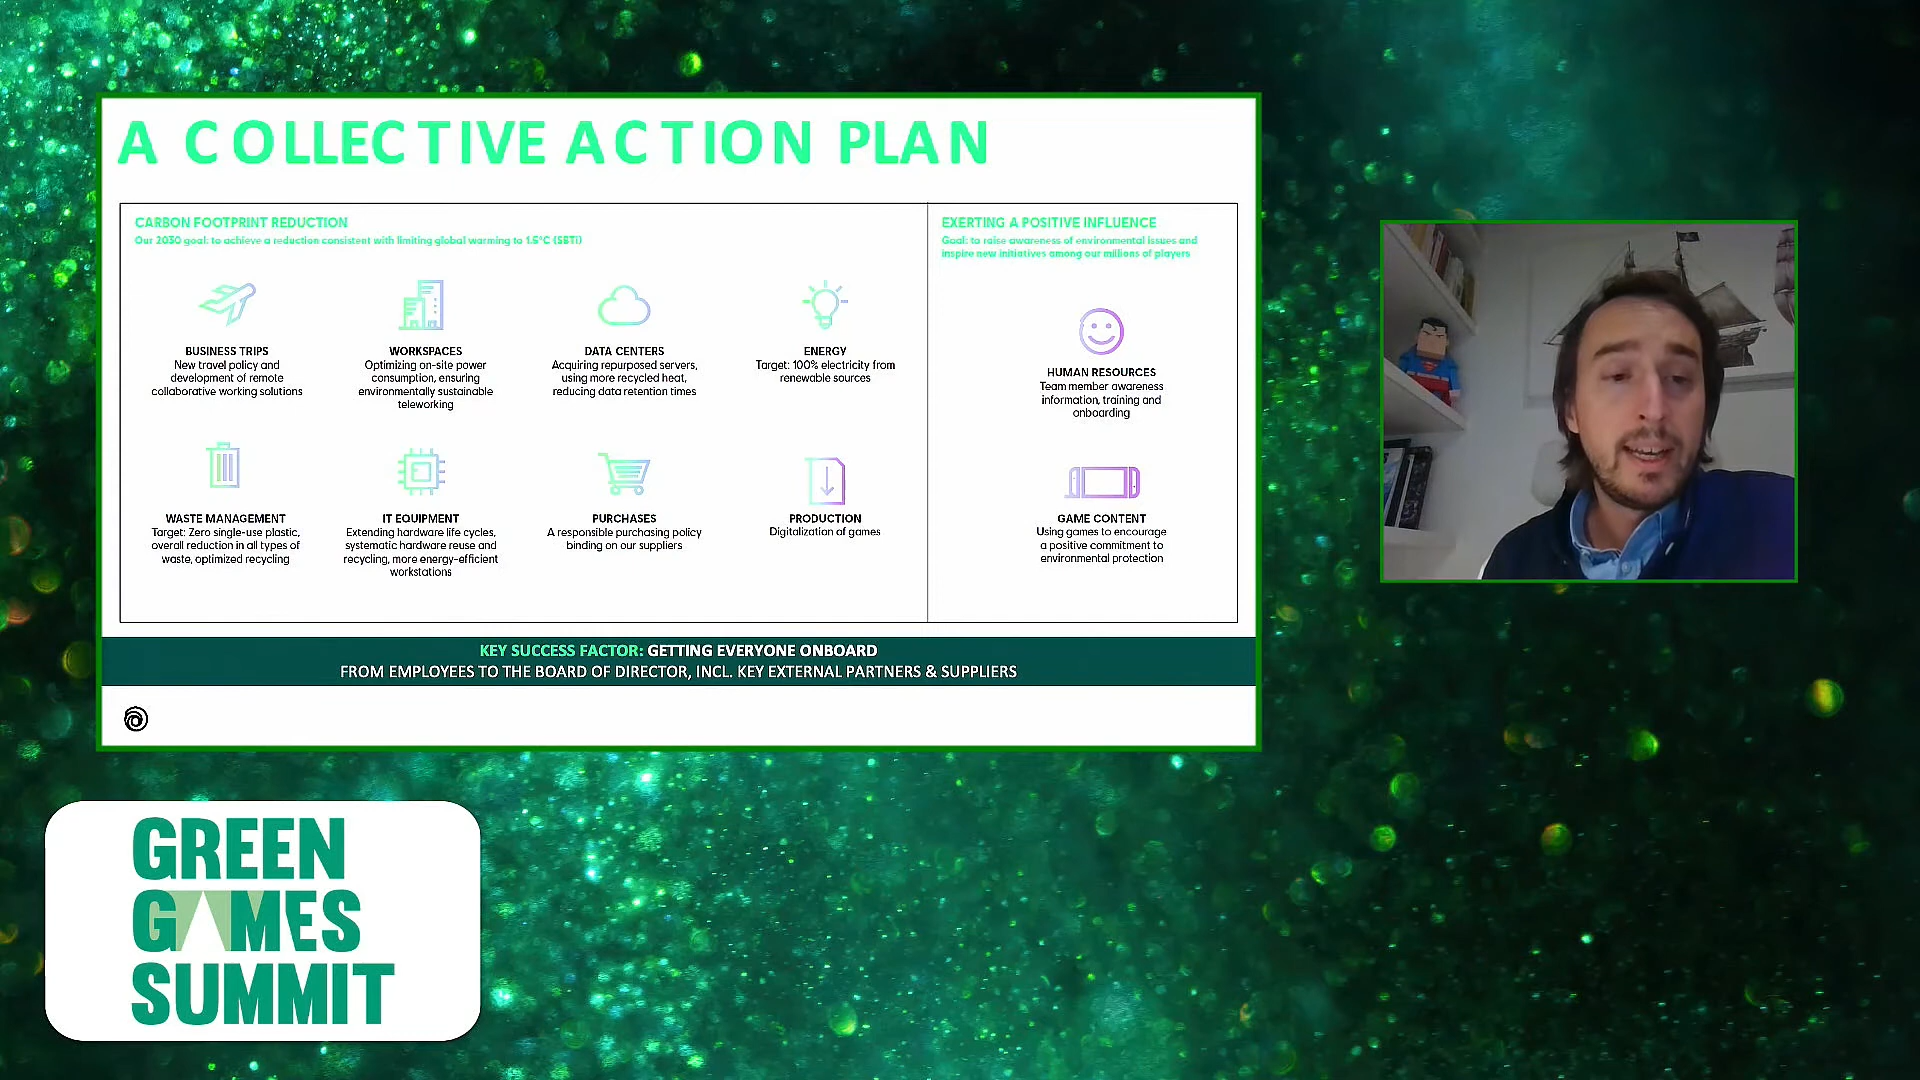 A COLLECTIVE ACTION PLAN
CARBON FOOTPRINT REDUCTION
Our 2030 goal: to achieve a reduction consistent with limiting global warming to 1.5°C (SBTi)
BUSINESS TRIPS
New travel policy and
development of remote
collaborative working solutions
WORKSPACES
Optimizing on-site power
consumption, ensuring
environmentally sustainable
teleworking
DATA CENTERS
Acquiring repurposed servers,
using more recycled heat,
reducing data retention times
ENERGY
Target: 100% electricity from
renewable sources
WASTE MANAGEMENT
Target: Zero single-use plastic,
overall reduction in all types of
waste, optimized recycling
IT EQUIPMENT
Extending hardware life cycles,
systematic hardware reuse and
recycling, more energy-efficient
workstations
PURCHASES
A responsible purchasing policy
binding on our suppliers
PRODUCTION
Digitalization of games
EXERTING A POSITIVE INFLUENCE
Goal: to raise awareness of environmental issues and
inspire new initiatives among our millions of players
HUMAN RESOURCES
Team member awareness
information, training and
onboarding
GAME CONTENT
Using games to encourage
a positive commitment to
environmental protection
KEY SUCCESS FACTOR: GETTING EVERYONE ONBOARD
FROM EMPLOYEES TO THE BOARD OF DIRECTOR, INCL. KEY EXTERNAL PARTNERS & SUPPLIERS
GREEN
GAMES
SUMMIT